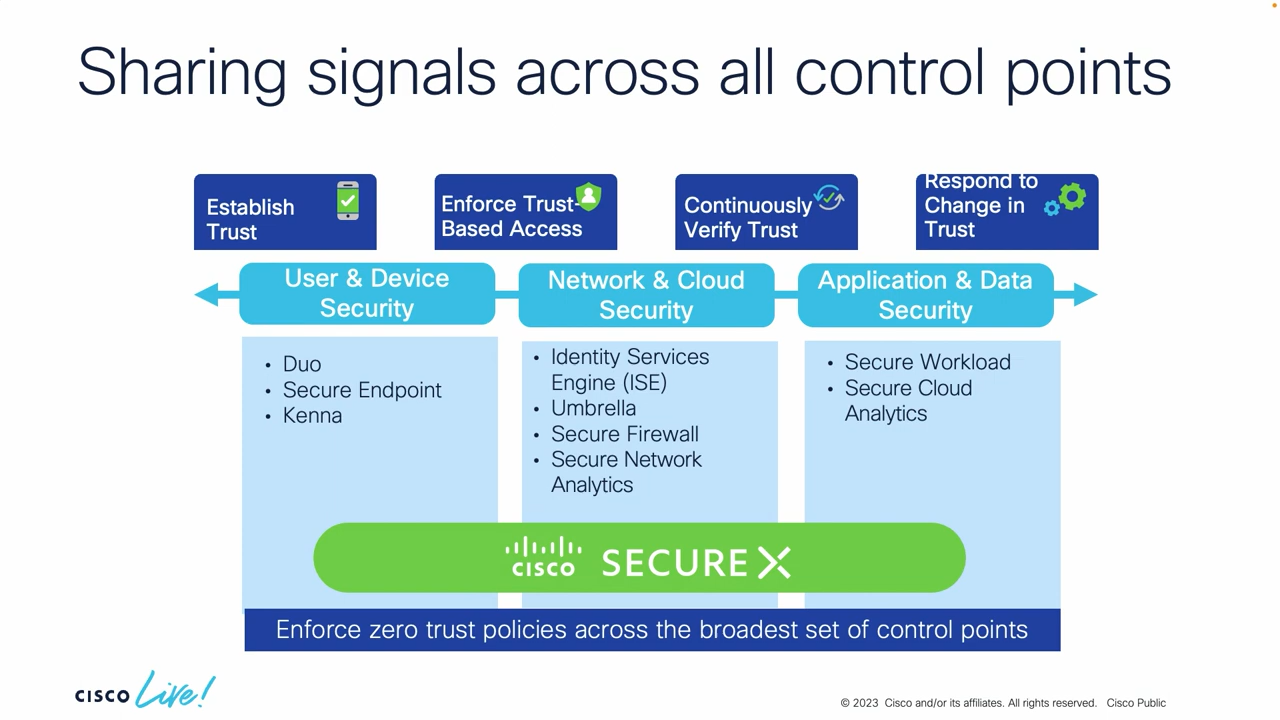 Sharing signals across all control points
Establish
Trust
Enforce Trust-
Based Access
Continuously
Verify Trust
Respond to
Change in
Trust
User & Device
Security
Network & Cloud
Security
Application & Data
Security
• Duo
• Secure Endpoint
• Kenna
• Identity Services
Engine (ISE)
• Umbrella
• Secure Firewall
• Secure Network
Analytics
• Secure Workload
• Secure Cloud
Analytics
CISCO SECUREX
Enforce zero trust policies across the broadest set of control points
CISCO Live!
© 2023 Cisco and/or its affiliates. All rights reserved. Cisco Public